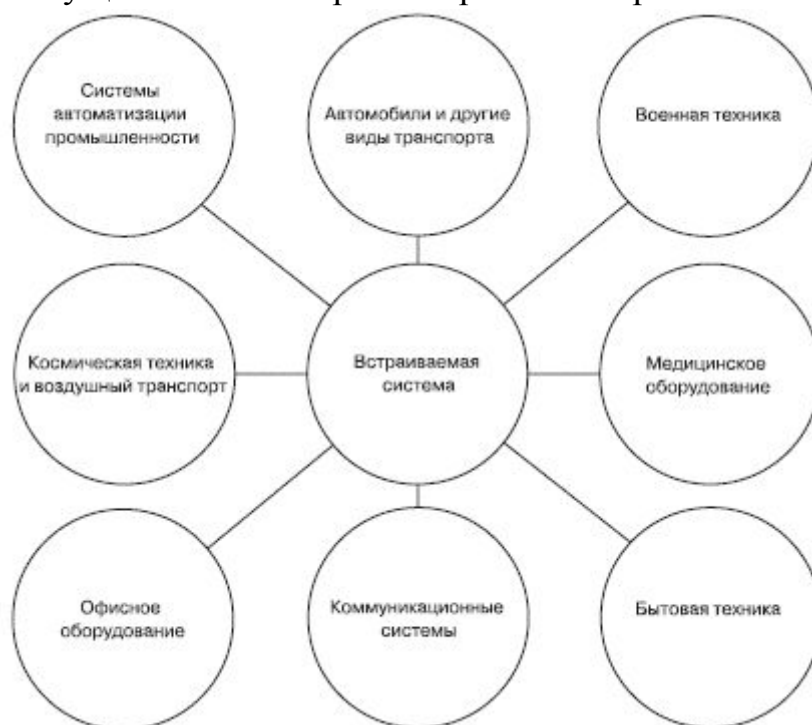 Системы
автоматизации
промышленности
Автомобили и другие
виды транспорта
Военная техника
Космическая техника
и воздушный транспорт
Встраиваемая
система
Медицинское
оборудование
Офисное
оборудование
Коммуникационные
системы
Бытовая техника